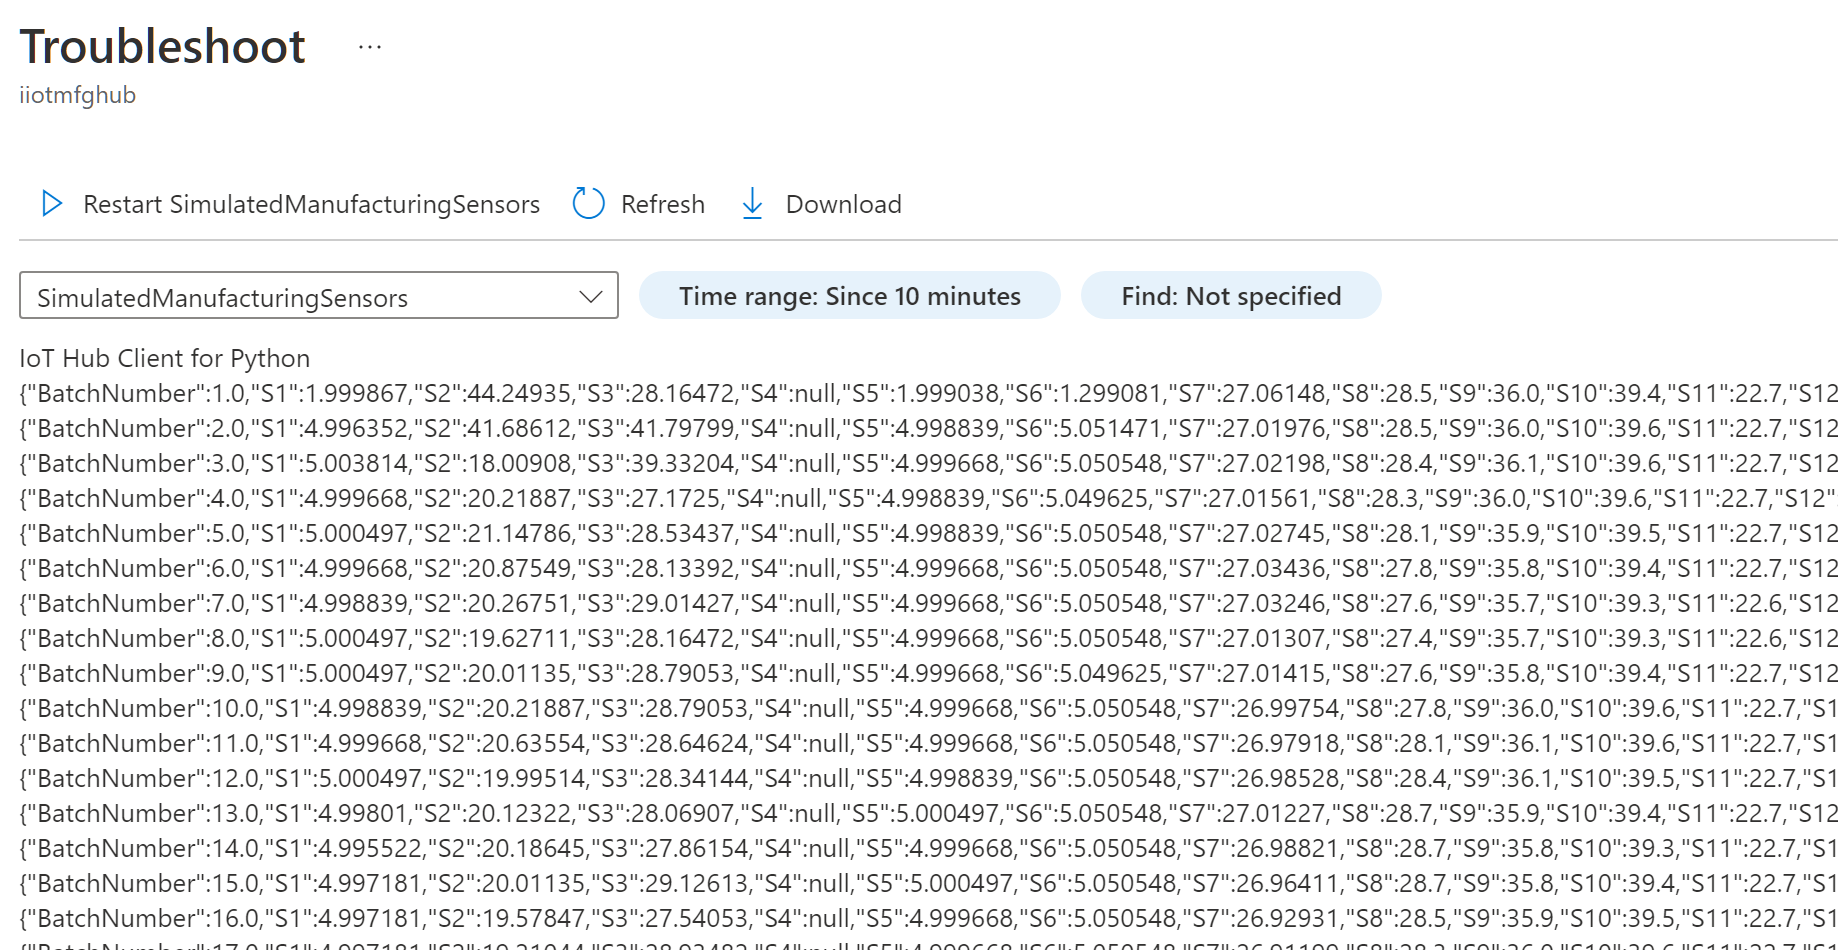 Troubleshoot ...
iiotmfghub
Restart SimulatedManufacturingSensors Refresh Download
SimulatedManufacturingSensors Time range: Since 10 minutes Find: Not specified
IoT Hub Client for Python
{"BatchNumber":1.0,"S1":1.999867,"S2":44.24935,"S3":28.16472,"S4":null,"S5":1.999038,"S6":1.299081,"S7":27.06148,"S8":28.5,"S9":36.0,"S10":39.4,"S11":22.7,"S12
{"BatchNumber":2.0,"S1":4.996352,"S2":41.68612,"S3":41.79799,"S4":null,"S5":4.998839,"S6":5.051471,"S7":27.01976,"S8":28.5,"S9":36.0,"S10":39.6,"S11":22.7,"S12
{"BatchNumber":3.0,"S1":5.003814,"S2":18.00908,"S3":39.33204,"S4":null,"S5":4.999668,"S6":5.050548,"S7":27.02198,"S8":28.4,"S9":36.1,"S10":39.6,"S11":22.7,"S12
{"BatchNumber":4.0,"S1":4.999668,"S2":20.21887,"S3":27.1725,"S4":null,"S5":4.998839,"S6":5.049625,"S7":27.01561,"S8":28.3,"S9":36.0,"S10":39.6,"S11":22.7,"S12"
{"BatchNumber":5.0,"S1":5.000497,"S2":21.14786,"S3":28.53437,"S4":null,"S5":4.998839,"S6":5.050548,"S7":27.02745,"S8":28.1,"S9":35.9,"S10":39.5,"S11":22.7,"S12
{"BatchNumber":6.0,"S1":4.999668,"S2":20.87549,"S3":28.13392,"S4":null,"S5":4.999668,"S6":5.050548,"S7":27.03436,"S8":27.8,"S9":35.8,"S10":39.4,"S11":22.7,"S12
{"BatchNumber":7.0,"S1":4.998839,"S2":20.26751,"S3":29.01427,"S4":null,"S5":4.999668,"S6":5.050548,"S7":27.03246,"S8":27.6,"S9":35.7,"S10":39.3,"S11":22.6,"S12
{"BatchNumber":8.0,"S1":5.000497,"S2":19.62711,"S3":28.16472,"S4":null,"S5":4.999668,"S6":5.050548,"S7":27.01307,"S8":27.4,"S9":35.7,"S10":39.3,"S11":22.6,"S12
{"BatchNumber":9.0,"S1":5.000497,"S2":20.01135,"S3":28.79053,"S4":null,"S5":4.999668,"S6":5.049625,"S7":27.01415,"S8":27.6,"S9":35.8,"S10":39.4,"S11":22.7,"S12
{"BatchNumber":10.0,"S1":4.998839,"S2":20.21887,"S3":28.79053,"S4":null,"S5":4.999668,"S6":5.050548,"S7":26.99754,"S8":27.8,"S9":36.0,"S10":39.6,"S11":22.7,"S1
{"BatchNumber":11.0,"S1":4.999668,"S2":20.63554,"S3":28.64624,"S4":null,"S5":4.999668,"S6":5.050548,"S7":26.97918,"S8":28.1,"S9":36.1,"S10":39.6,"S11":22.7,"S1
{"BatchNumber":12.0,"S1":5.000497,"S2":19.99514,"S3":28.34144,"S4":null,"S5":4.998839,"S6":5.050548,"S7":26.98528,"S8":28.4,"S9":36.1,"S10":39.5,"S11":22.7,"S1
{"BatchNumber":13.0,"S1":4.99801,"S2":20.12322,"S3":28.06907,"S4":null,"S5":5.000497,"S6":5.050548,"S7":27.01227,"S8":28.7,"S9":35.9,"S10":39.4,"S11":22.7,"S12
{"BatchNumber":14.0,"S1":4.995522,"S2":20.18645,"S3":27.86154,"S4":null,"S5":4.999668,"S6":5.050548,"S7":26.98821,"S8":28.7,"S9":35.8,"S10":39.3,"S11":22.7,"S1
{"BatchNumber":15.0,"S1":4.997181,"S2":20.01135,"S3":29.12613,"S4":null,"S5":5.000497,"S6":5.050548,"S7":26.96411,"S8":28.7,"S9":35.8,"S10":39.4,"S11":22.7,"S1
{"BatchNumber":16.0,"S1":4.997181,"S2":19.57847,"S3":27.54053,"S4":null,"S5":4.999668,"S6":5.050548,"S7":26.92931,"S8":28.5,"S9":35.9,"S10":39.5,"S11":22.7,"S1